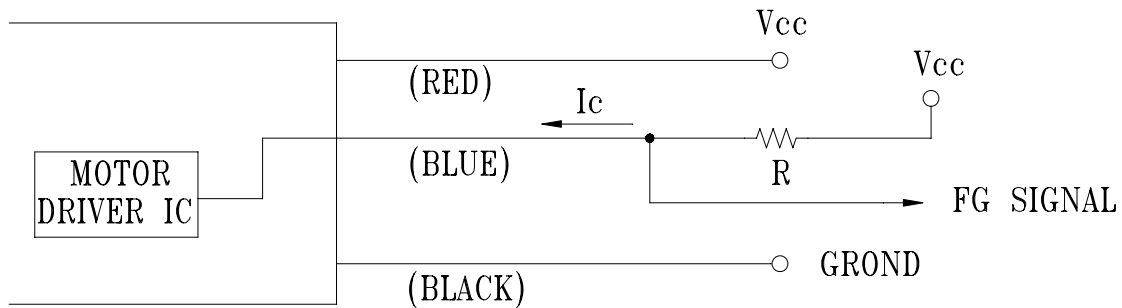 Vcc
Vcc
(RED)
Ic
(BLUE)
R
MOTOR
DRIVER IC
FG SIGNAL
(BLACK)
GROND